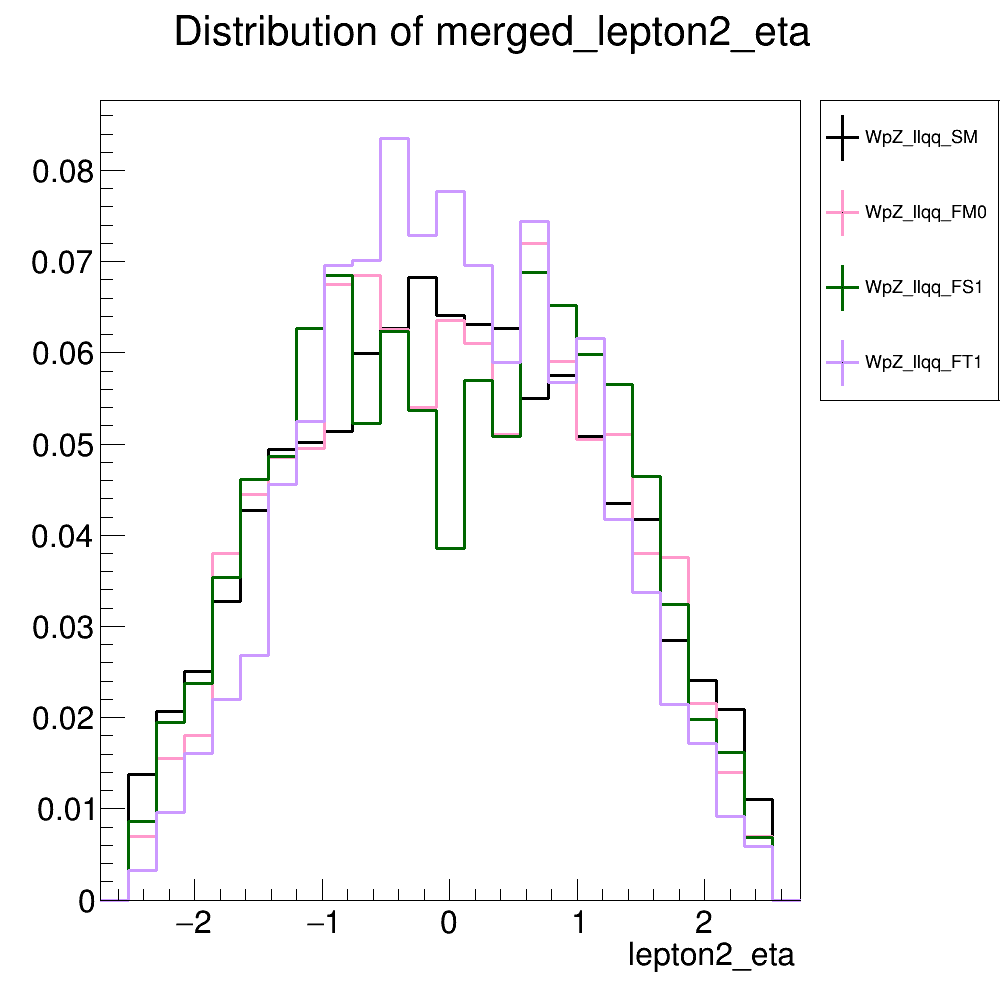 Distribution of merged_lepton2_eta
0.08
0.07
0.06
0.05
0.04
0.03
0.02
0.01
0
−2
−1
0
1
2
lepton2_eta
WpZ_llqq_SM
WpZ_llqq_FM0
WpZ_llqq_FS1
WpZ_llqq_FT1